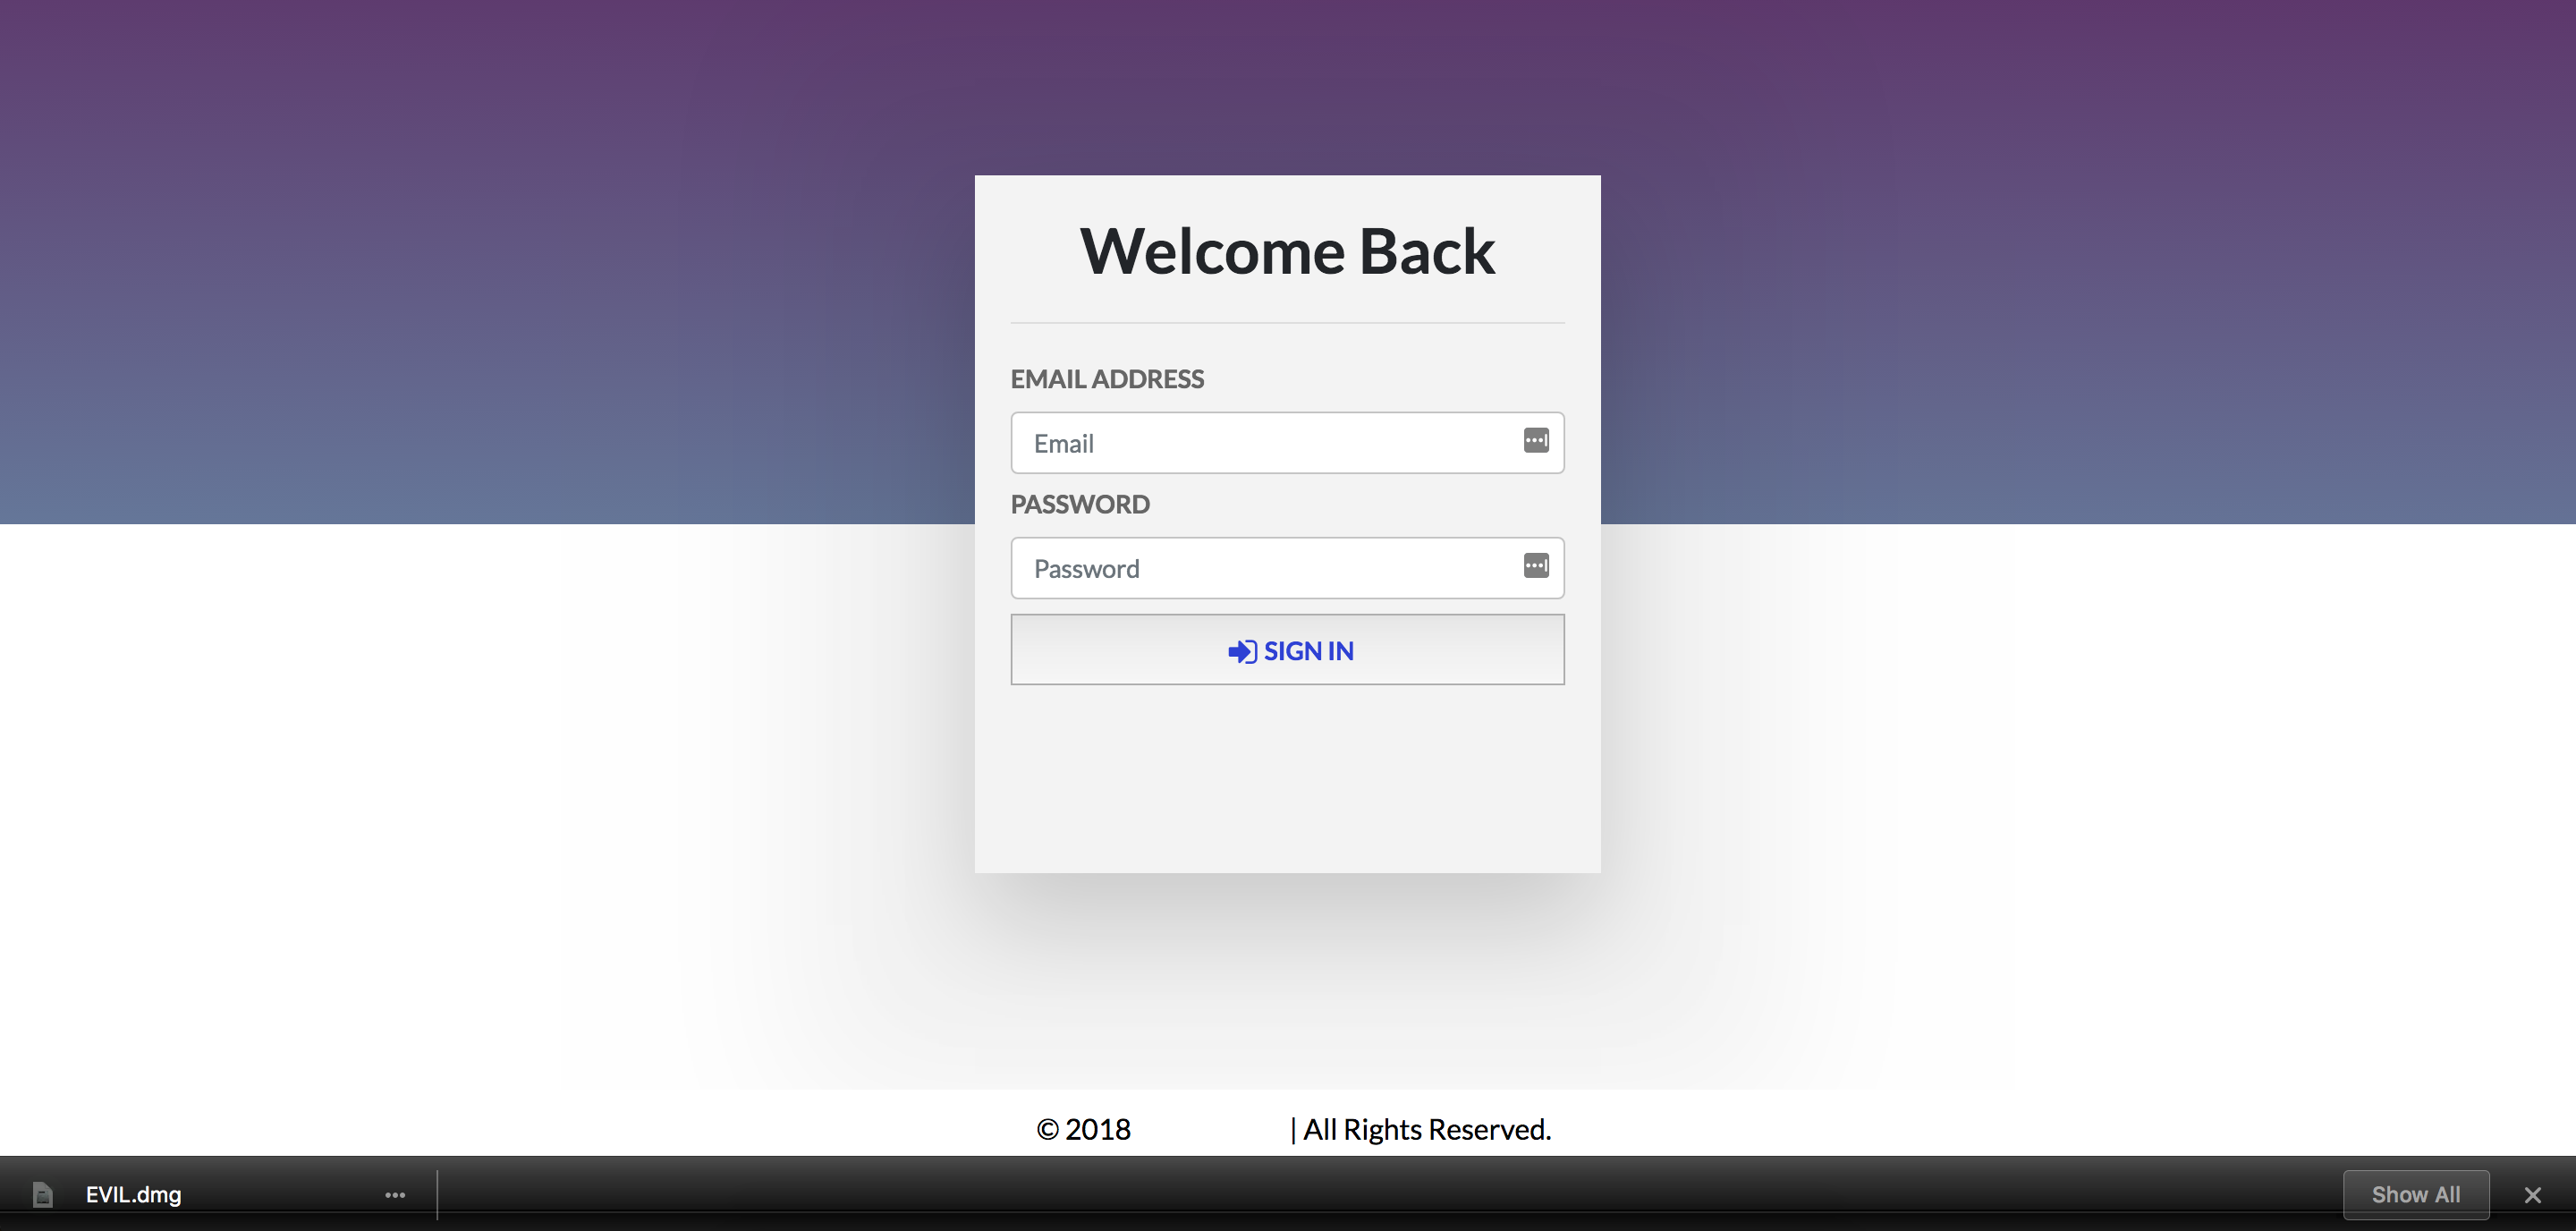 Welcome Back
EMAIL ADDRESS
Email
PASSWORD
Password
SIGN IN
© 2018 | All Rights Reserved.
EVIL.dmg
Show All